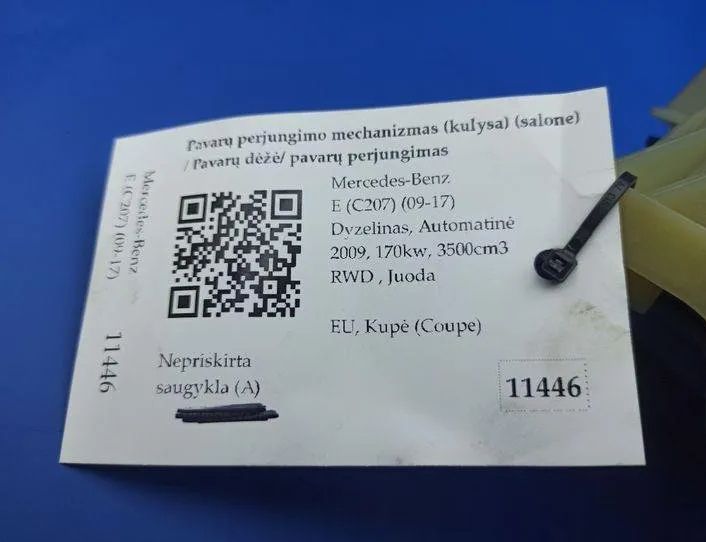 Pavarų perjungimo mechanizmas (kulysa) (salone)
/ Pavarų dėžė/ pavarų perjungimas
Mercedes-Benz
E (C207) (09-17)
Dyzelinas, Automatinė
2009, 170kw, 3500cm3
RWD , Juoda
EU, Kupė (Coupe)
Nepriskirta
saugykla (A)
11446
Mercedes-Benz
E (C207) (09-17)
11446